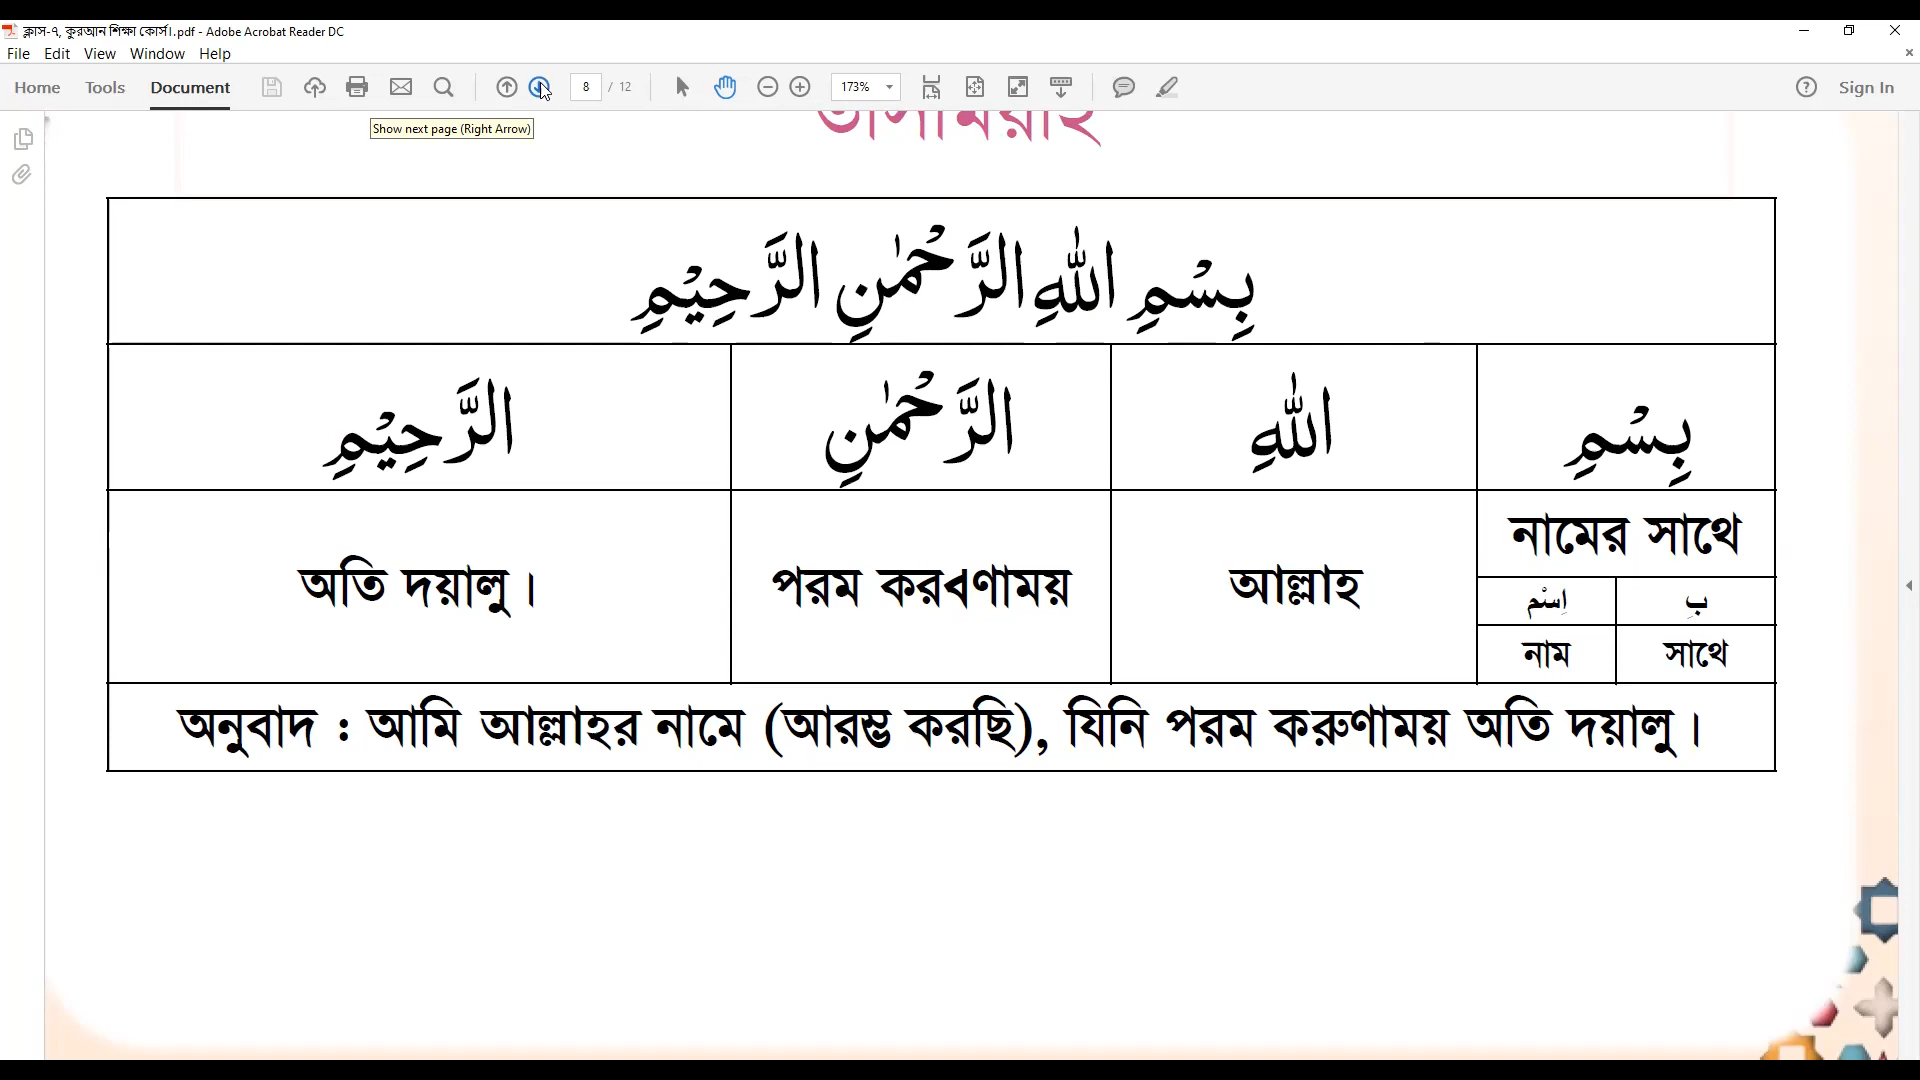 ক্লাস-৭, কুরআন শিক্ষা কোর্স।.pdf - Adobe Acrobat Reader DC
File Edit View Window Help
Home Tools Document 8 / 12 173% Sign In
Show next page (Right Arrow)
بِسْمِ اللهِ الرَّحْمٰنِ الرَّحِيْمِ
بِسْمِ اللهِ الرَّحْمٰنِ الرَّحِيْمِ
নামের সাথে আল্লাহ পরম করবণাময় অতি দয়ালু।
بِ اِسْم
সাথে নাম
অনুবাদ : আমি আল্লাহর নামে (আরম্ভ করছি), যিনি পরম করুণাময় অতি দয়ালু।